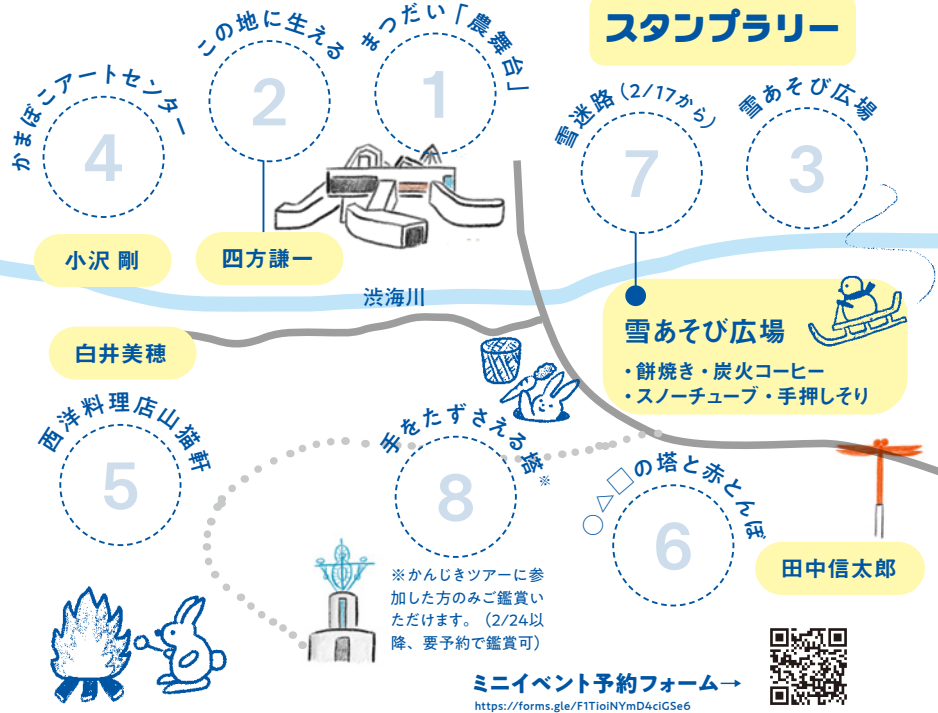 スタンプラリー
まつだい「農舞台」
1
この地に生える
2
四方謙一
かまぼこアートセンター
4
小沢 剛
雪迷路(2/17から)
7
雪あそび広場
3
渋海川
雪あそび広場
・餅焼き・炭火コーヒー
・スノーチューブ・手押しそり
白井美穂
西洋料理店山猫軒
5
手をたずさえる塔※
8
※かんじきツアーに参
加した方のみご鑑賞い
ただけます。(2/24以
降、要予約で鑑賞可)
○△□の塔と赤とんぼ
6
田中信太郎
ミニイベント予約フォーム→
https://forms.gle/F1TioiNYmD4ciGSe6